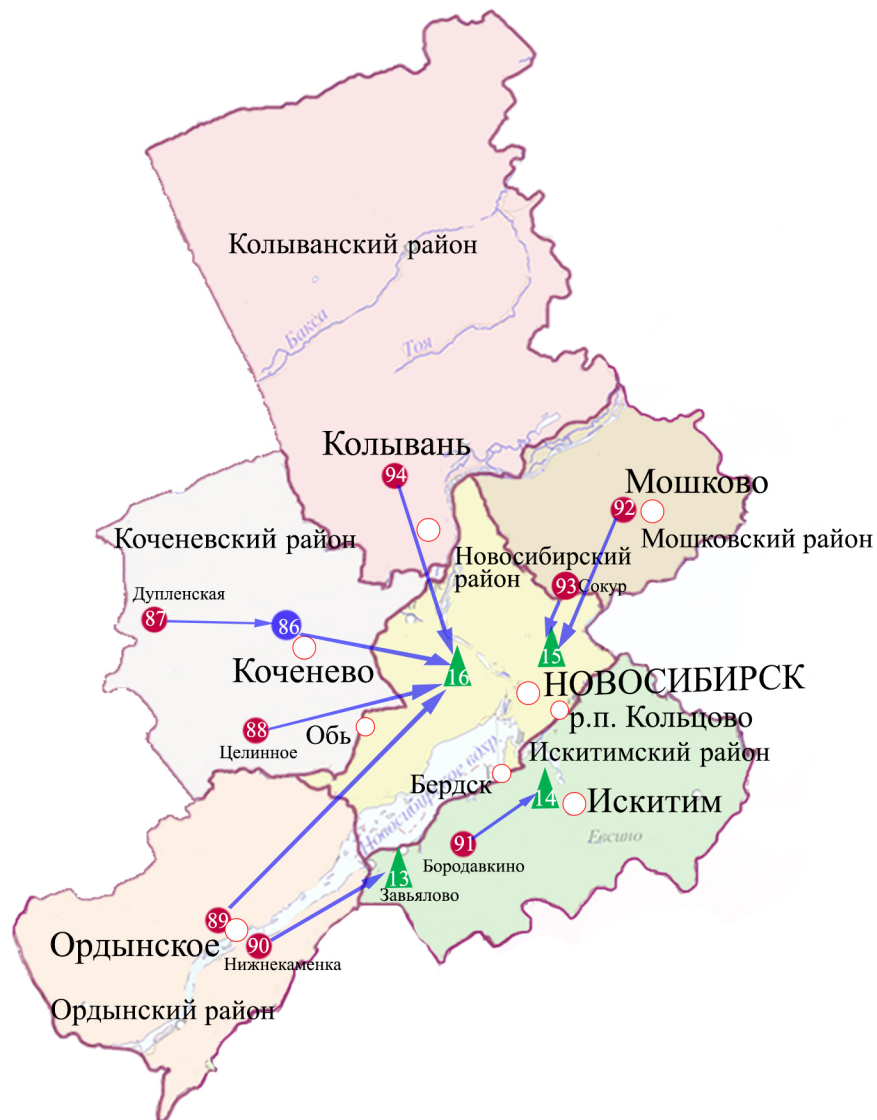 Колыванский район
Бакса
Тоя
Колывань
94
Мошково
92
Мошковский район
Коченевский район
Новосибирский
район
93
Сокур
Дупленская
87
86
Коченево
15
16
НОВОСИБИРСК
р.п. Кольцово
88
Целинное
Обь
Новосибирское вохр.
Искитимский район
Бердск
14
Искитим
Евсино
91
Бородавкино
13
Завьялово
89
Ордынское
90
Нижнекаменка
Ордынский район